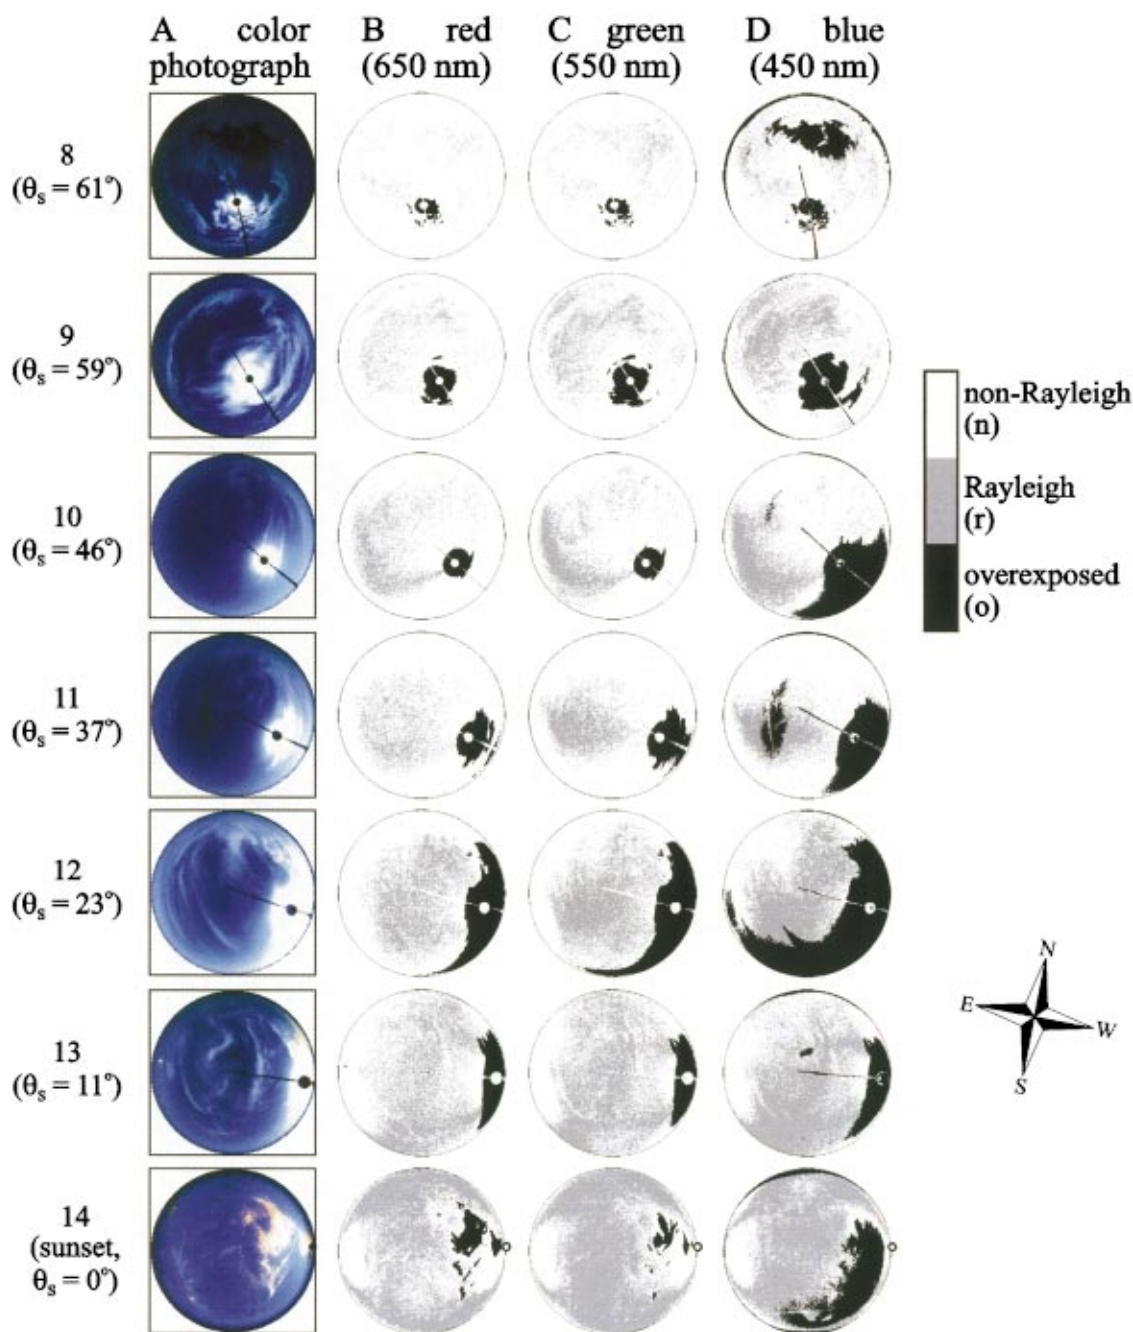 A color photograph
B red (650 nm)
C green (550 nm)
D blue (450 nm)
8
(θs = 61°)
9
(θs = 59°)
10
(θs = 46°)
11
(θs = 37°)
12
(θs = 23°)
13
(θs = 11°)
14
(sunset,
θs = 0°)
non-Rayleigh
(n)
Rayleigh
(r)
overexposed
(o)
N
E
W
S